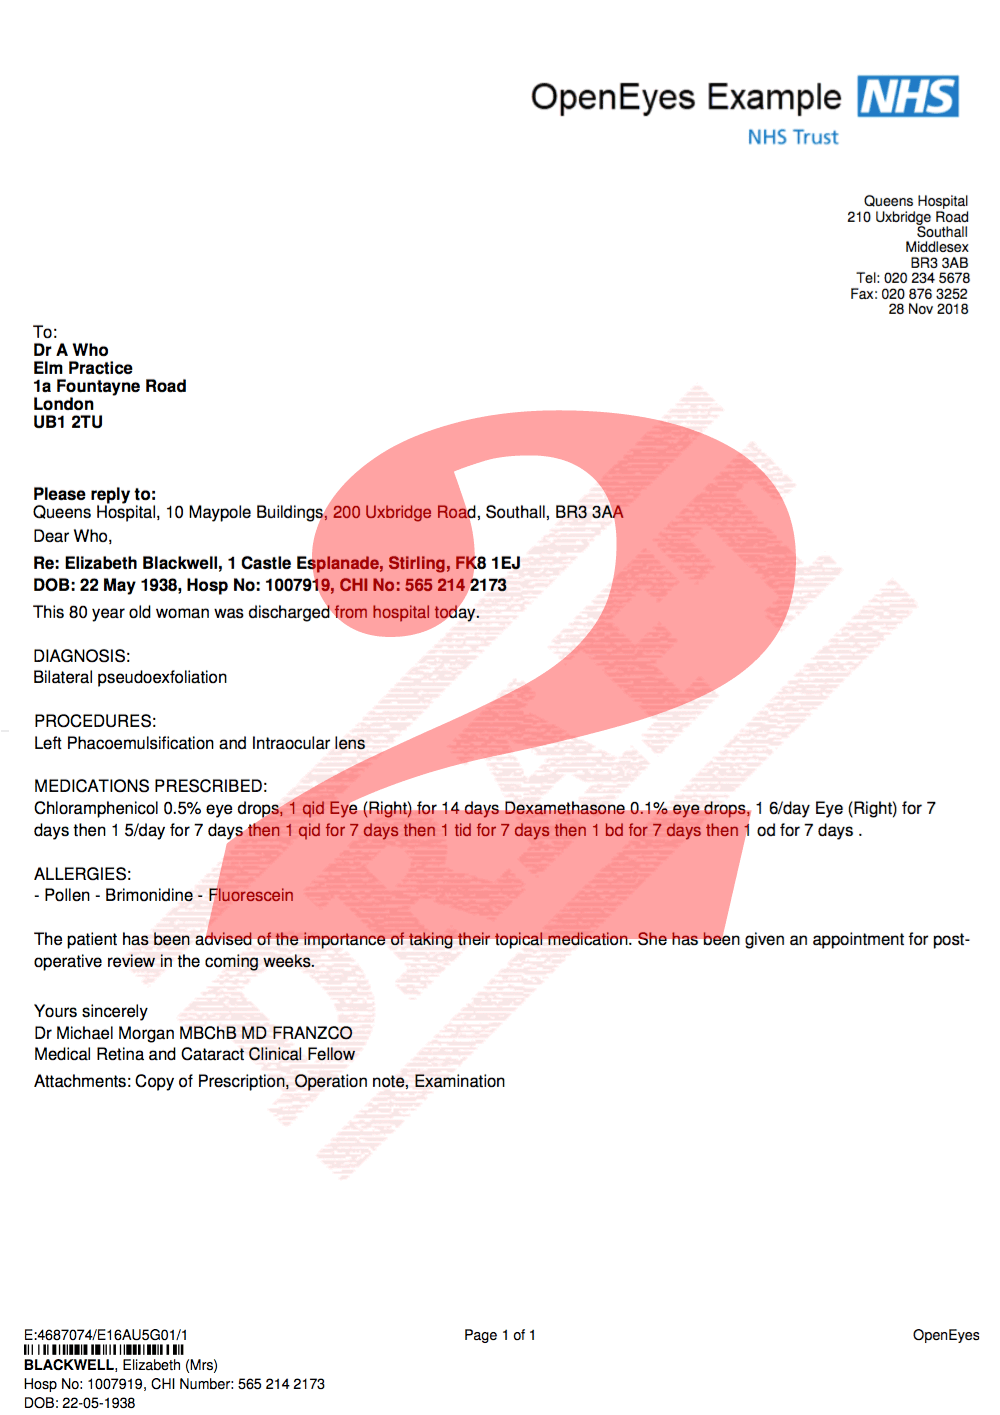 OpenEyes Example NHS
NHS Trust
Queens Hospital
210 Uxbridge Road
Southall
Middlesex
BR3 3AB
Tel: 020 234 5678
Fax: 020 876 3252
28 Nov 2018
To:
Dr A Who
Elm Practice
1a Fountayne Road
London
UB1 2TU
Please reply to:
Queens Hospital, 10 Maypole Buildings, 200 Uxbridge Road, Southall, BR3 3AA
Dear Who,
Re: Elizabeth Blackwell, 1 Castle Esplanade, Stirling, FK8 1EJ
DOB: 22 May 1938, Hosp No: 1007919, CHI No: 565 214 2173
This 80 year old woman was discharged from hospital today.
DIAGNOSIS:
Bilateral pseudoexfoliation
PROCEDURES:
Left Phacoemulsification and Intraocular lens
MEDICATIONS PRESCRIBED:
Chloramphenicol 0.5% eye drops, 1 qid Eye (Right) for 14 days Dexamethasone 0.1% eye drops, 1 6/day Eye (Right) for 7
days then 1 5/day for 7 days then 1 qid for 7 days then 1 tid for 7 days then 1 bd for 7 days then 1 od for 7 days .
ALLERGIES:
- Pollen - Brimonidine - Fluorescein
The patient has been advised of the importance of taking their topical medication. She has been given an appointment for post-
operative review in the coming weeks.
Yours sincerely
Dr Michael Morgan MBChB MD FRANZCO
Medical Retina and Cataract Clinical Fellow
Attachments: Copy of Prescription, Operation note, Examination
DRAFT
2
E:4687074/E16AU5G01/1
Page 1 of 1
OpenEyes
BLACKWELL, Elizabeth (Mrs)
Hosp No: 1007919, CHI Number: 565 214 2173
DOB: 22-05-1938